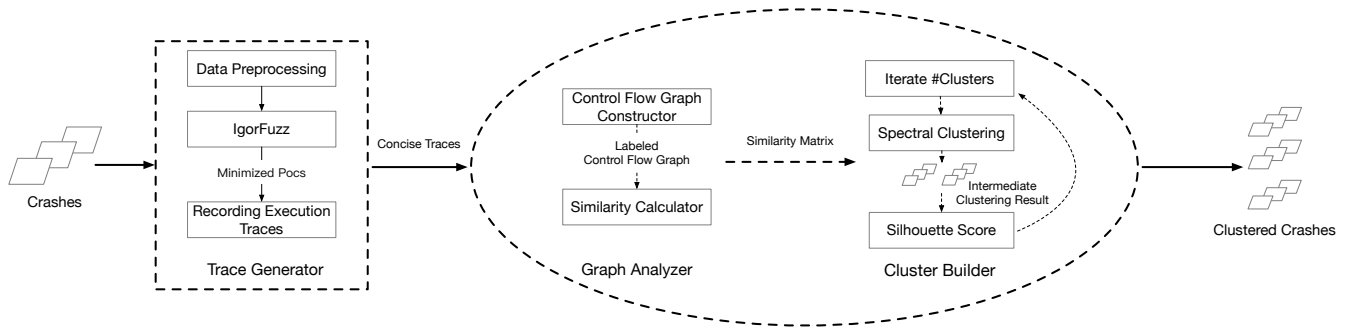 Crashes
Data Preprocessing
IgorFuzz
Minimized Pocs
Recording Execution
Traces
Trace Generator
Concise Traces
Control Flow Graph
Constructor
Labeled
Control Flow Graph
Similarity Calculator
Graph Analyzer
Similarity Matrix
Iterate #Clusters
Spectral Clustering
Intermediate
Clustering Result
Silhouette Score
Cluster Builder
Clustered Crashes